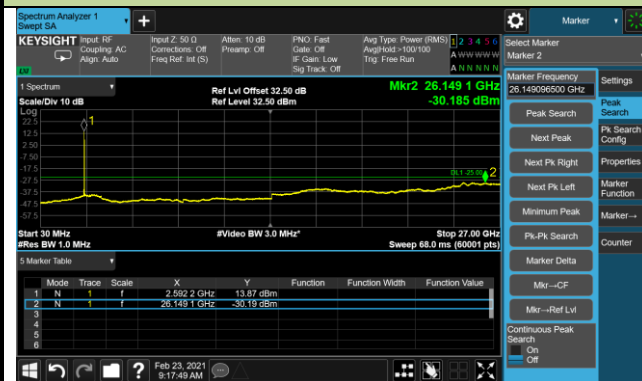 Spectrum Analyzer 1
Swept SA
+
Marker
KEYSIGHT
Input: RF
Coupling: AC
Align: Auto
Input Z: 50 Ω
Corrections: Off
Freq Ref: Int (S)
Atten: 10 dB
Preamp: Off
PNO: Fast
Gate: Off
IF Gain: Low
Sig Track: Off
Avg Type: Power (RMS)
Avg|Hold:>100/100
Trig: Free Run
1 2 3 4 5 6
A W W W W W
A N N N N N
LXI
Select Marker
Marker 2
Marker Frequency
26.149096500 GHz
Settings
Peak Search
Peak Search
Next Peak
Pk Search Config
Next Pk Right
Properties
Next Pk Left
Marker Function
Minimum Peak
Marker→
Pk-Pk Search
Counter
Marker Delta
Mkr→CF
Mkr→Ref Lvl
Continuous Peak
Search
On
Off
1 Spectrum
Scale/Div 10 dB
Ref Lvl Offset 32.50 dB
Ref Level 32.50 dBm
Mkr2 26.149 1 GHz
-30.185 dBm
Log
22.5
12.5
2.50
-7.50
-17.5
-27.5
-37.5
-47.5
-57.5
1
DL1 -25.00
2
Start 30 MHz
#Video BW 3.0 MHz*
Stop 27.00 GHz
#Res BW 1.0 MHz
Sweep 68.0 ms (60001 pts)
5 Marker Table
Mode Trace Scale X Y Function Function Width Function Value
1 N 1 f 2.592 2 GHz 13.87 dBm
2 N 1 f 26.149 1 GHz -30.19 dBm
3
4
5
6
?
Feb 23, 2021
9:17:49 AM